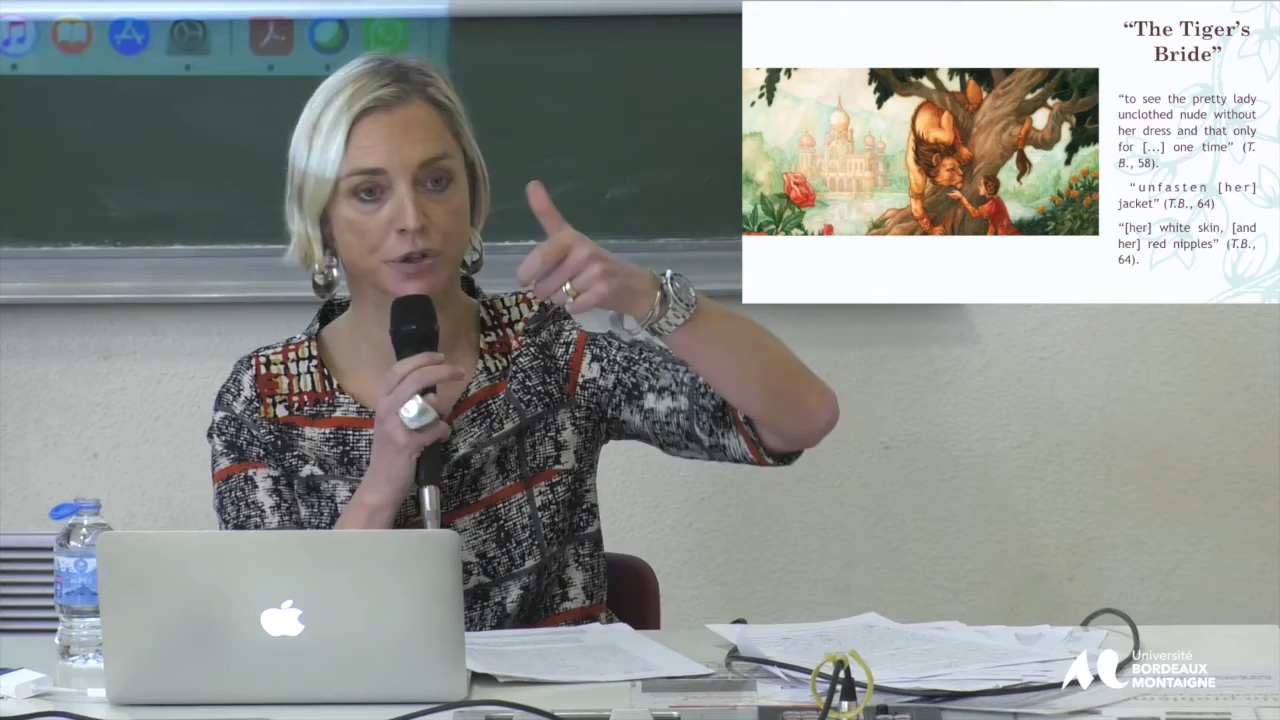 “The Tiger’s
Bride”
“to see the pretty lady
unclothed nude without
her dress and that only
for [...] one time” (T.
B., 58).
“unfasten [her]
jacket” (T.B., 64)
“[her] white skin, [and
her] red nipples” (T.B.,
64).
Université
BORDEAUX
MONTAIGNE